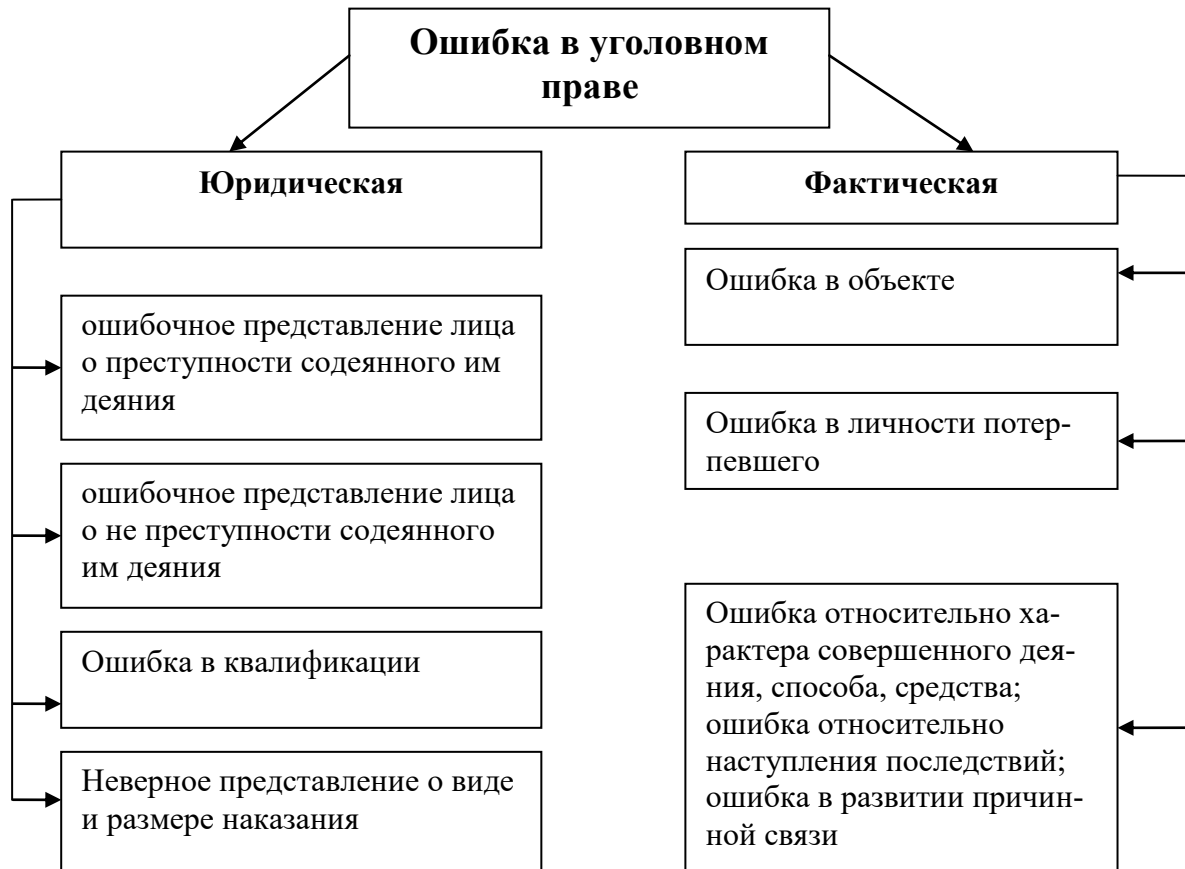 Ошибка в уголовном
праве
Юридическая
ошибочное представление лица
о преступности содеянного им
деяния
ошибочное представление лица
о не преступности содеянного
им деяния
Ошибка в квалификации
Неверное представление о виде
и размере наказания
Фактическая
Ошибка в объекте
Ошибка в личности потер-
певшего
Ошибка относительно ха-
рактера совершенного дея-
ния, способа, средства;
ошибка относительно
наступления последствий;
ошибка в развитии причин-
ной связи